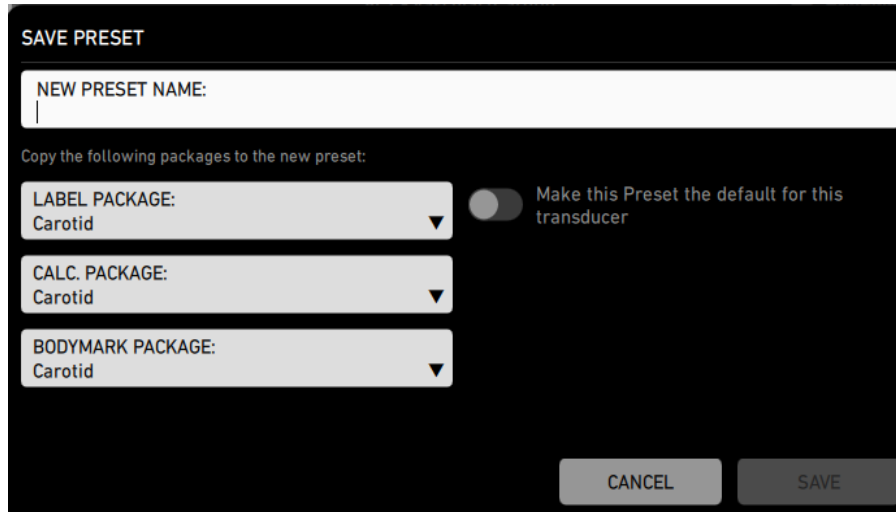 SAVE PRESET
NEW PRESET NAME:
Copy the following packages to the new preset:
LABEL PACKAGE:
Carotid
Make this Preset the default for this
transducer
CALC. PACKAGE:
Carotid
BODYMARK PACKAGE:
Carotid
CANCEL
SAVE